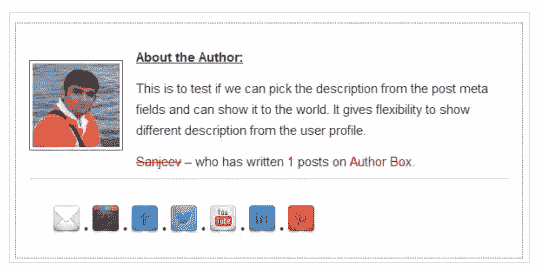 About the Author:
This is to test if we can pick the description from the post meta
fields and can show it to the world. It gives flexibility to show
different description from the user profile.
Sanjeev – who has written 1 posts on Author Box.
You
Tube
in